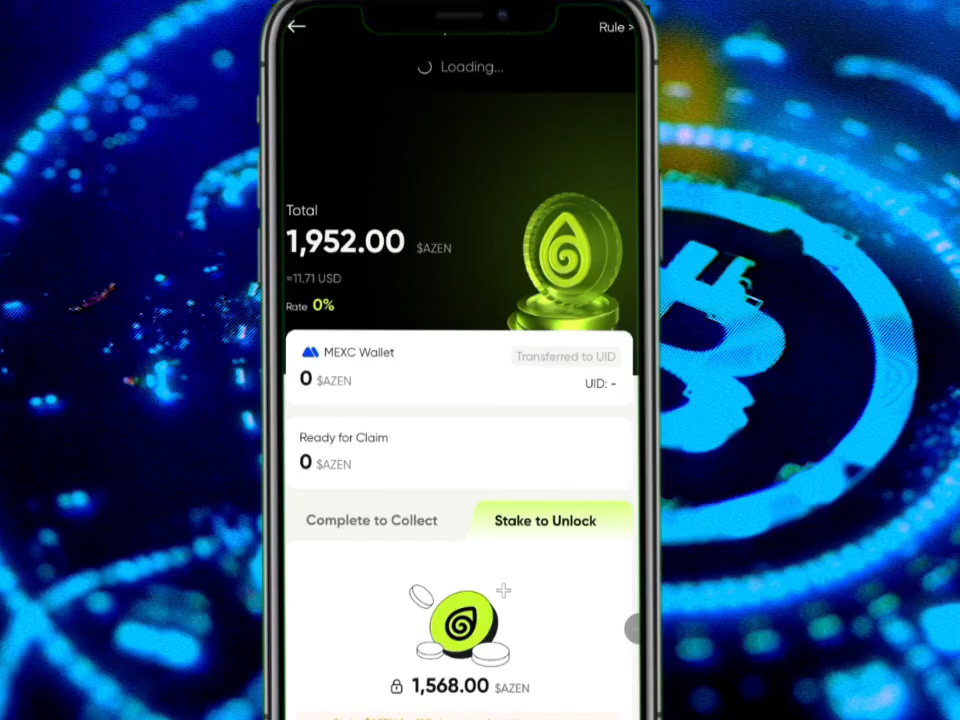 Rule >
Loading...
Total
1,952.00 $AZEN
≈11.71 USD
Rate 0%
MEXC Wallet
Transferred to UID
0 $AZEN
UID: -
Ready for Claim
0 $AZEN
Complete to Collect
Stake to Unlock
1,568.00 $AZEN